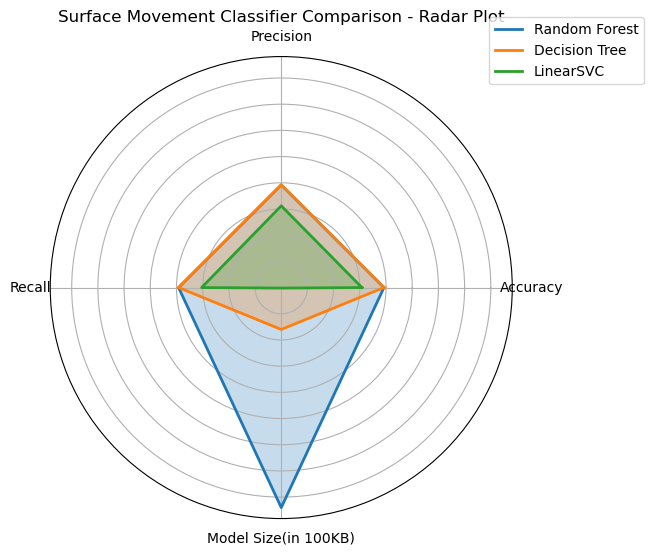 Surface Movement Classifier Comparison - Radar Plot
Random Forest
Decision Tree
LinearSVC
Precision
Recall
Accuracy
Model Size(in 100KB)